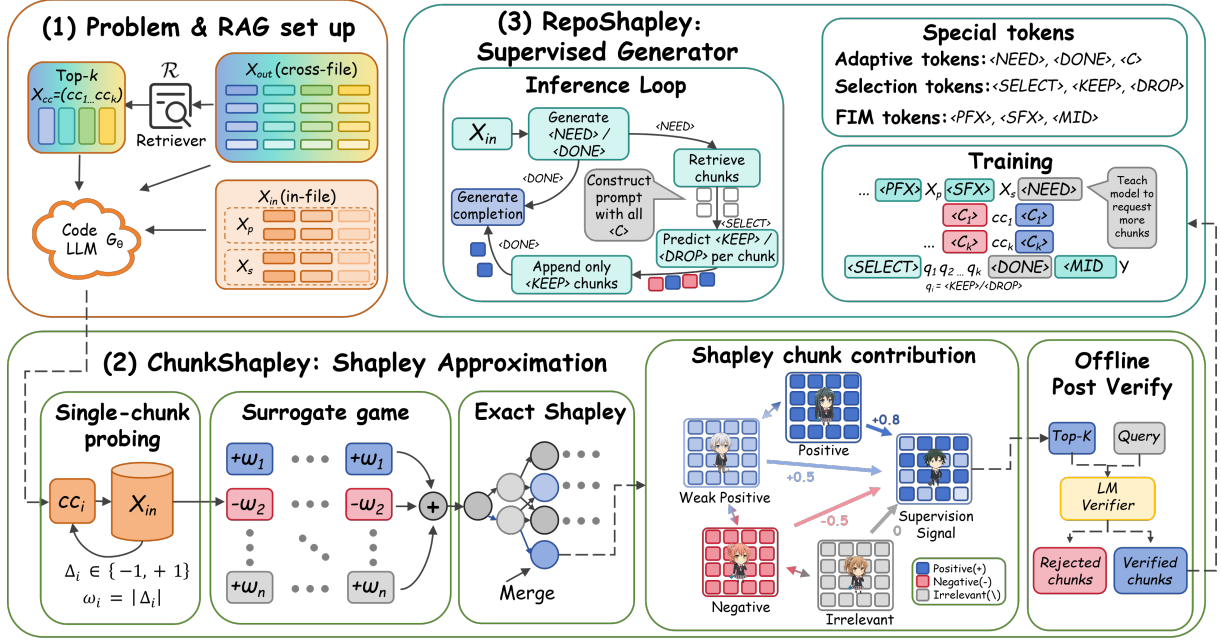 (1) Problem & RAG set up
Top-k
X_cc=(cc_1...cc_k)
R
Retriever
X_out (cross-file)
X_in (in-file)
X_p
X_s
Code
LLM G_θ
(3) RepoShapley:
Supervised Generator
Inference Loop
X_in
Generate
<NEED> /
<DONE>
<NEED>
Retrieve
chunks
<DONE>
Generate
completion
Construct
prompt
with all
<C>
<SELECT>
Predict <KEEP> /
<DROP> per chunk
<DONE>
Append only
<KEEP> chunks
Special tokens
Adaptive tokens: <NEED>, <DONE>, <C>
Selection tokens: <SELECT>, <KEEP>, <DROP>
FIM tokens: <PFX>, <SFX>, <MID>
Training
... <PFX> X_p <SFX> X_s <NEED>
<C_1> cc_1 <C_1>
... <C_k> cc_k <C_k>
<SELECT> q_1 q_2 ... q_k <DONE> <MID Y
q_i = <KEEP>/<DROP>
Teach
model to
request
more
chunks
(2) ChunkShapley: Shapley Approximation
Single-chunk
probing
cc_i
X_in
Δ_i ∈ { −1, + 1}
ω_i = |Δ_i|
Surrogate game
+ω_1 ... +ω_1
-ω_2 ... -ω_2
+ω_n ... +ω_n
+
Exact Shapley
Merge
Shapley chunk contribution
Positive
+0.8
Weak Positive
+0.5
-0.5
0
Supervision
Signal
Negative
Irrelevant
Positive(+)
Negative(-)
Irrelevant(\)
Offline
Post Verify
Top-K
Query
LM
Verifier
Rejected
chunks
Verified
chunks